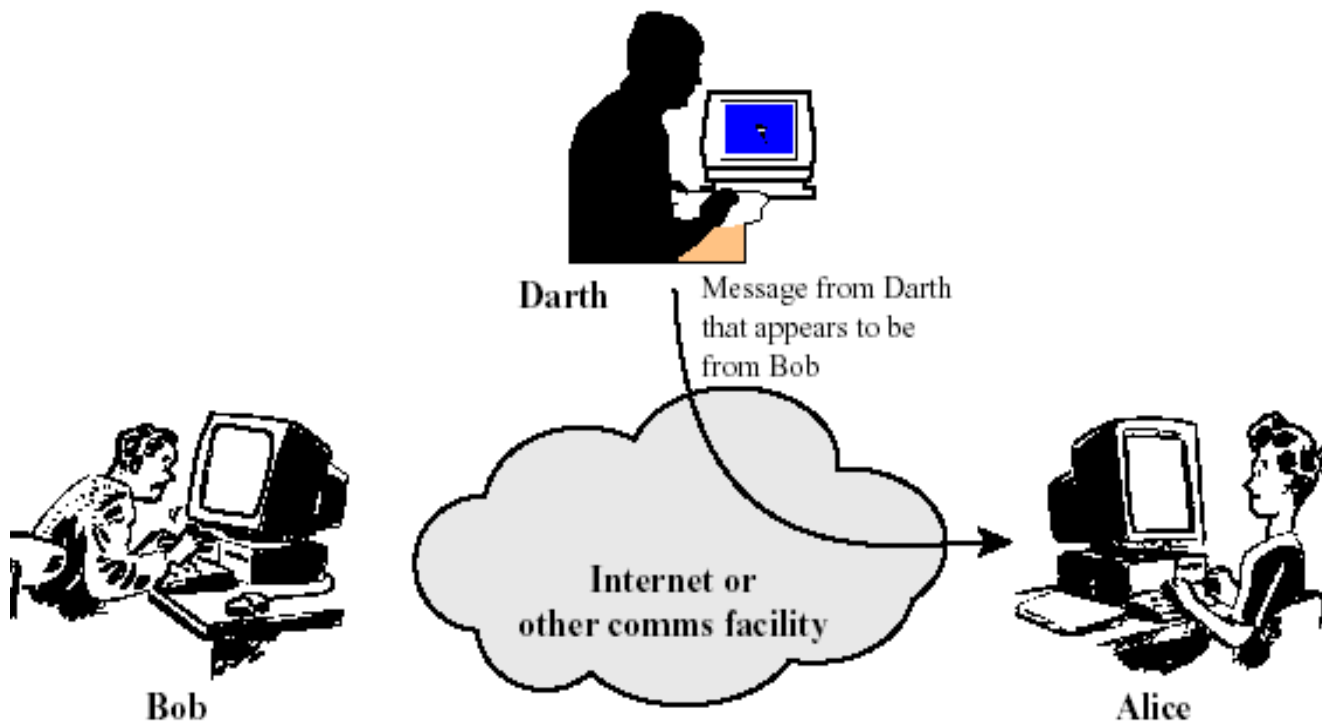 Darth
Message from Darth
that appears to be
from Bob
Internet or
other comms facility
Bob
Alice